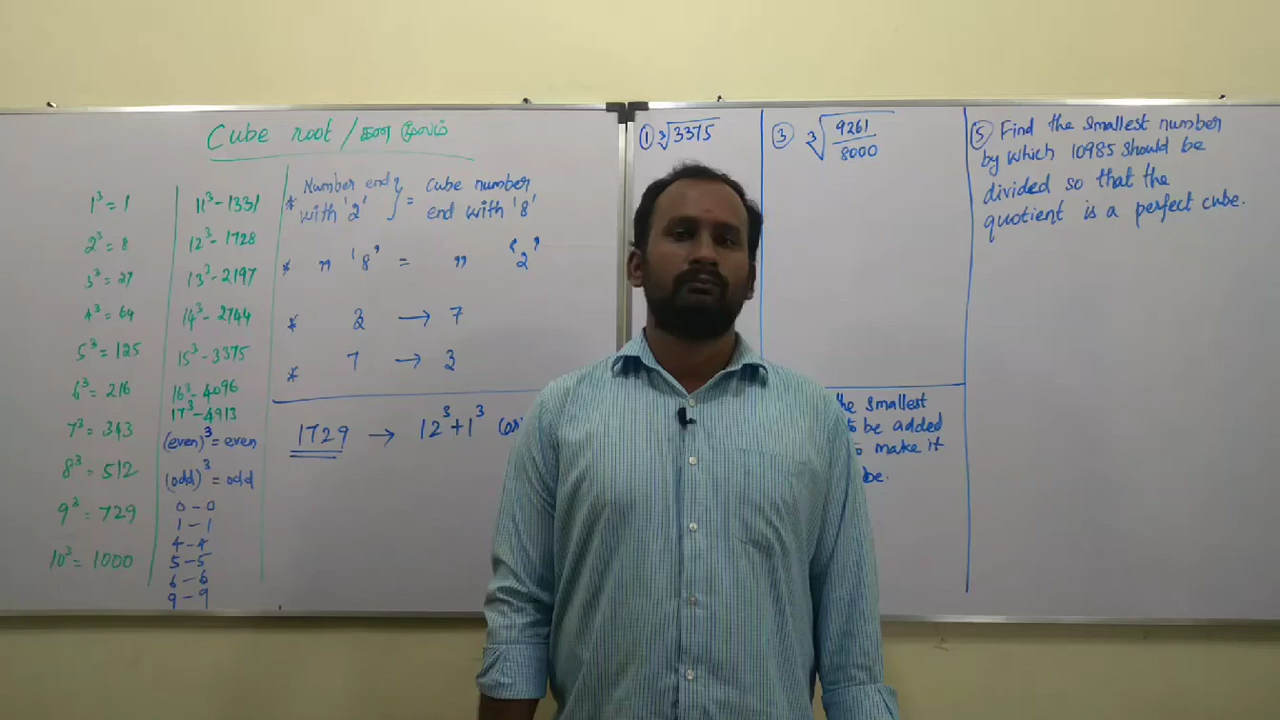 Cube root / கன மூலம்
1³ = 1
2³ = 8
3³ = 27
4³ = 64
5³ = 125
6³ = 216
7³ = 343
8³ = 512
9³ = 729
10³ = 1000
11³ - 1331
12³ - 1728
13³ - 2197
14³ - 2744
15³ - 3375
16³ - 4096
17³ - 4913
(even)³ = even
(odd)³ = odd
0 - 0
1 - 1
4 - 4
5 - 5
6 - 6
9 - 9
* Number end with '2' } = Cube number end with '8'
* " '8' = " '2'
* 3 → 7
* 7 → 3
1729 → 12³ + 1³ (or)
① ∛3375
③ ∛(9261/8000)
the smallest
to be added
to make it
be.
⑤ Find the smallest number
by which 10985 should be
divided so that the
quotient is a perfect cube.